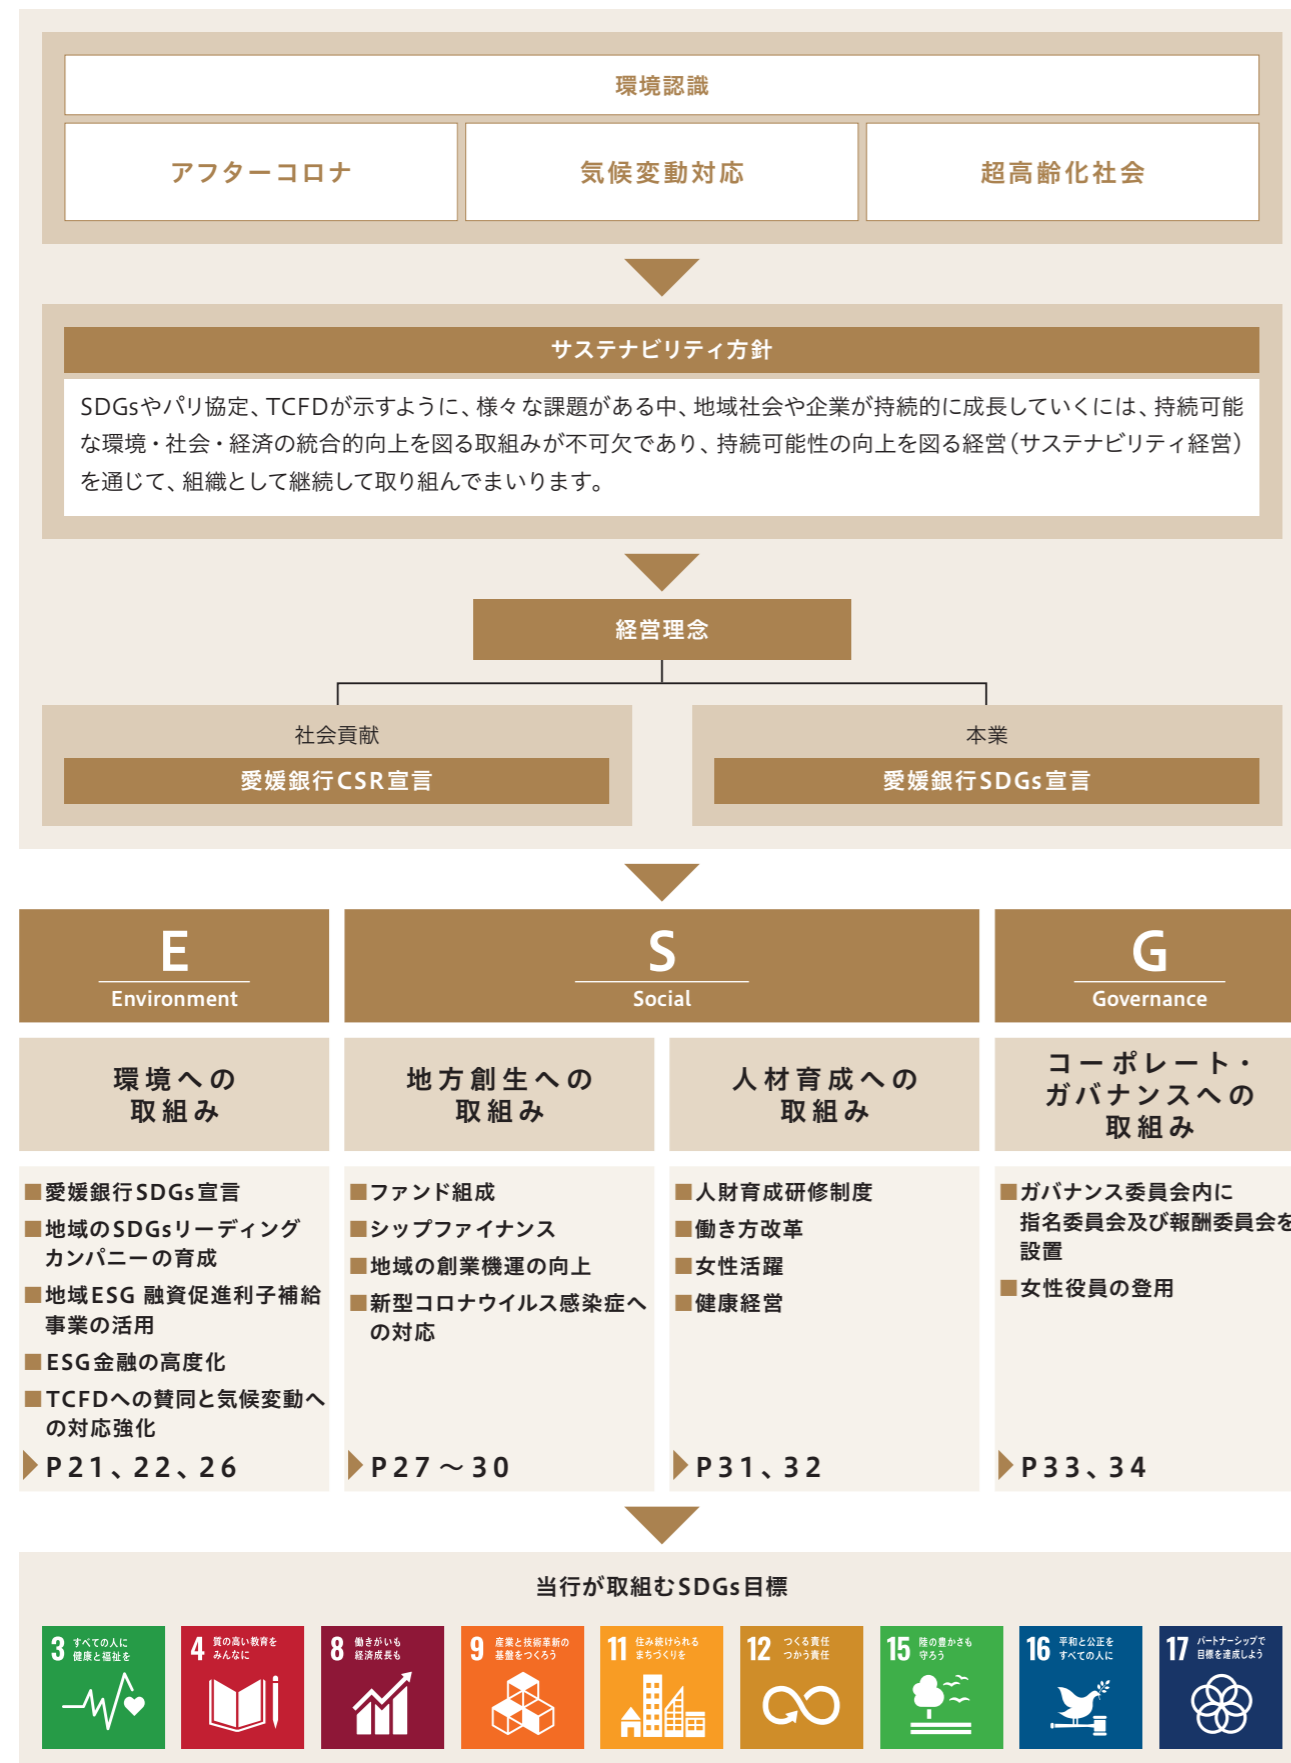 環境認識
アフターコロナ
気候変動対応
超高齢化社会
サステナビリティ方針
SDGsやパリ協定、TCFDが示すように、様々な課題がある中、地域社会や企業が持続的に成長していくには、持続可能
な環境・社会・経済の統合的向上を図る取組みが不可欠であり、持続可能性の向上を図る経営（サステナビリティ経営）
を通じて、組織として継続して取り組んでまいります。
経営理念
社会貢献
愛媛銀行CSR宣言
本業
愛媛銀行SDGs宣言
E
Environment
S
Social
G
Governance
環境への
取組み
地方創生への
取組み
人材育成への
取組み
コーポレート・
ガバナンスへの
取組み
■愛媛銀行SDGs宣言
■地域のSDGsリーディング
カンパニーの育成
■地域ESG 融資促進利子補給
事業の活用
■ESG金融の高度化
■TCFDへの賛同と気候変動へ
の対応強化
P21、22、26
■ファンド組成
■シップファイナンス
■地域の創業機運の向上
■新型コロナウイルス感染症へ
の対応
P27～30
■人財育成研修制度
■働き方改革
■女性活躍
■健康経営
P31、32
■ガバナンス委員会内に
指名委員会及び報酬委員会を
設置
■女性役員の登用
P33、34
当行が取組むSDGs目標
3 すべての人に
健康と福祉を
4 質の高い教育を
みんなに
8 働きがいも
経済成長も
9 産業と技術革新の
基盤をつくろう
11 住み続けられる
まちづくりを
12 つくる責任
つかう責任
15 陸の豊かさも
守ろう
16 平和と公正を
すべての人に
17 パートナーシップで
目標を達成しよう